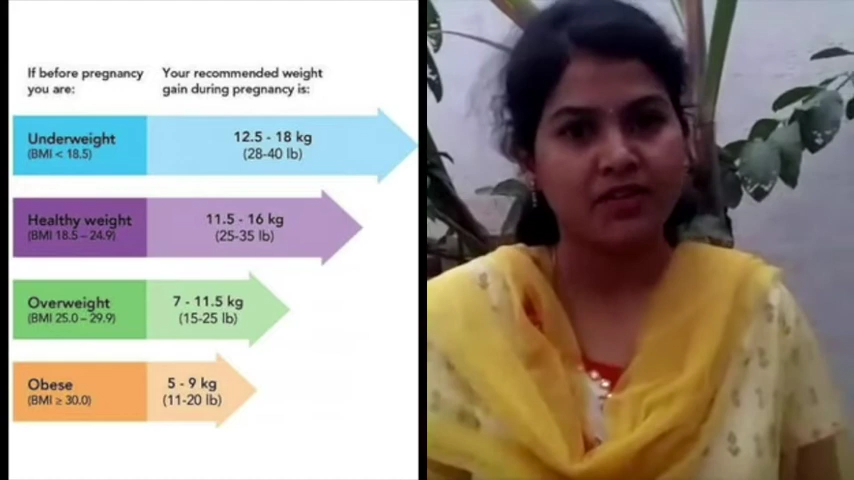 If before pregnancy
you are:
Your recommended weight
gain during pregnancy is:
Underweight
(BMI < 18.5)
12.5 - 18 kg
(28-40 lb)
Healthy weight
(BMI 18.5 – 24.9)
11.5 - 16 kg
(25-35 lb)
Overweight
(BMI 25.0 – 29.9)
7 - 11.5 kg
(15-25 lb)
Obese
(BMI ≥ 30.0)
5 - 9 kg
(11-20 lb)